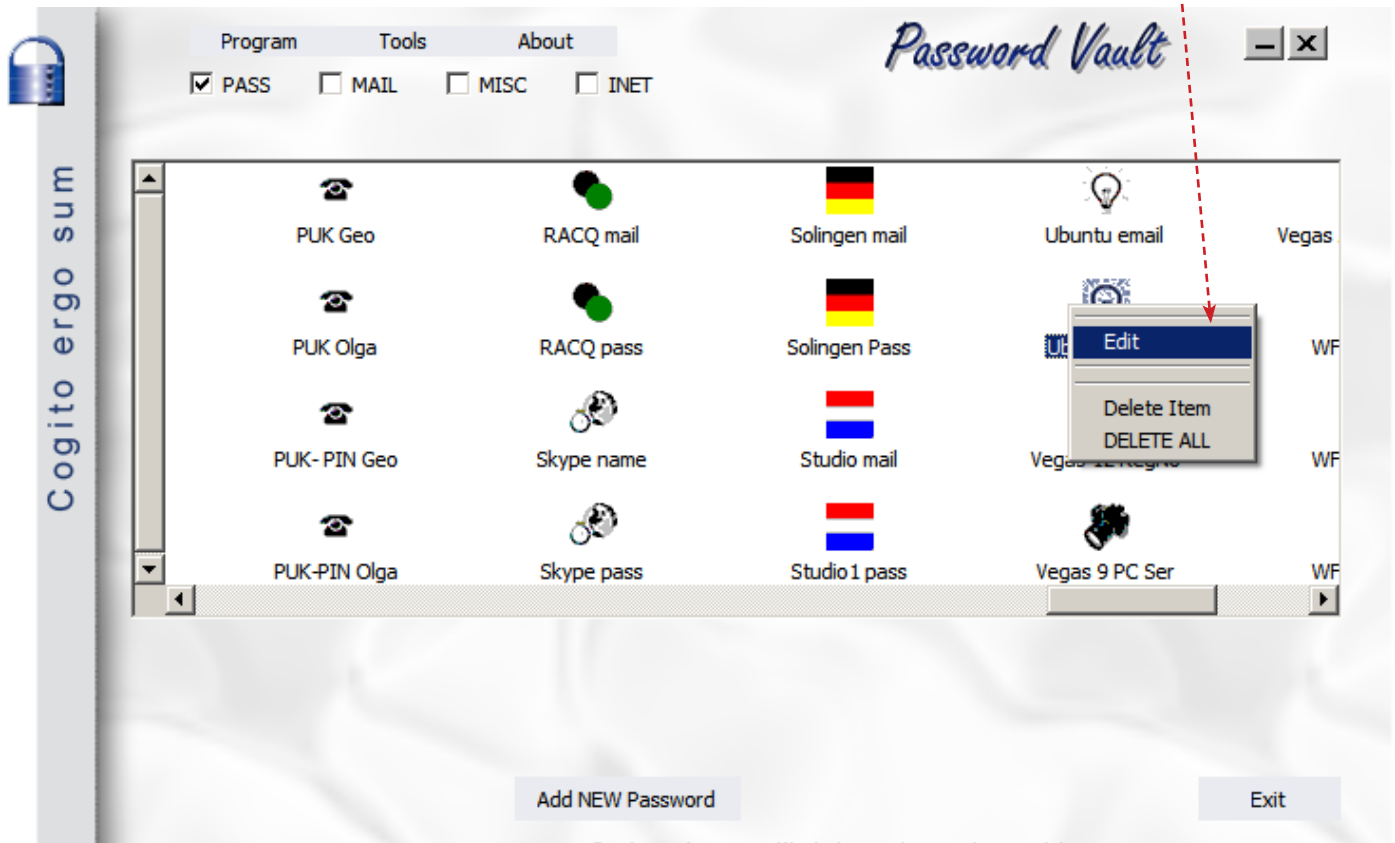 Program Tools About
Password Vault
PASS MAIL MISC INET
Cogito ergo sum
PUK Geo RACQ mail Solingen mail Ubuntu email Vegas
PUK Olga RACQ pass Solingen Pass WF
Edit
Delete Item
DELETE ALL
PUK- PIN Geo Skype name Studio mail WF
PUK-PIN Olga Skype pass Studio1 pass Vegas 9 PC Ser WF
Add NEW Password Exit